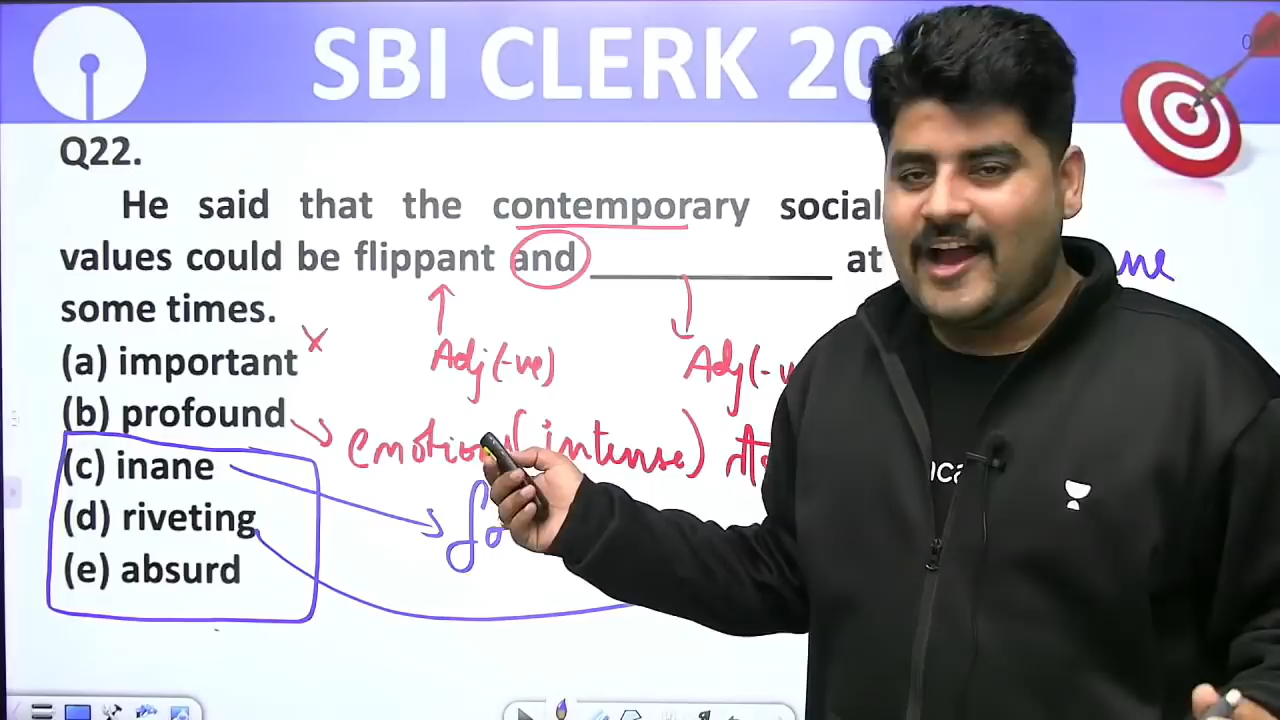 SBI CLERK 20
Q22.
He said that the contemporary social
values could be flippant and ____________ at
some times.
(a) important x
(b) profound
(c) inane
(d) riveting
(e) absurd
Adj(-ve)
Adj(-v
(intense)